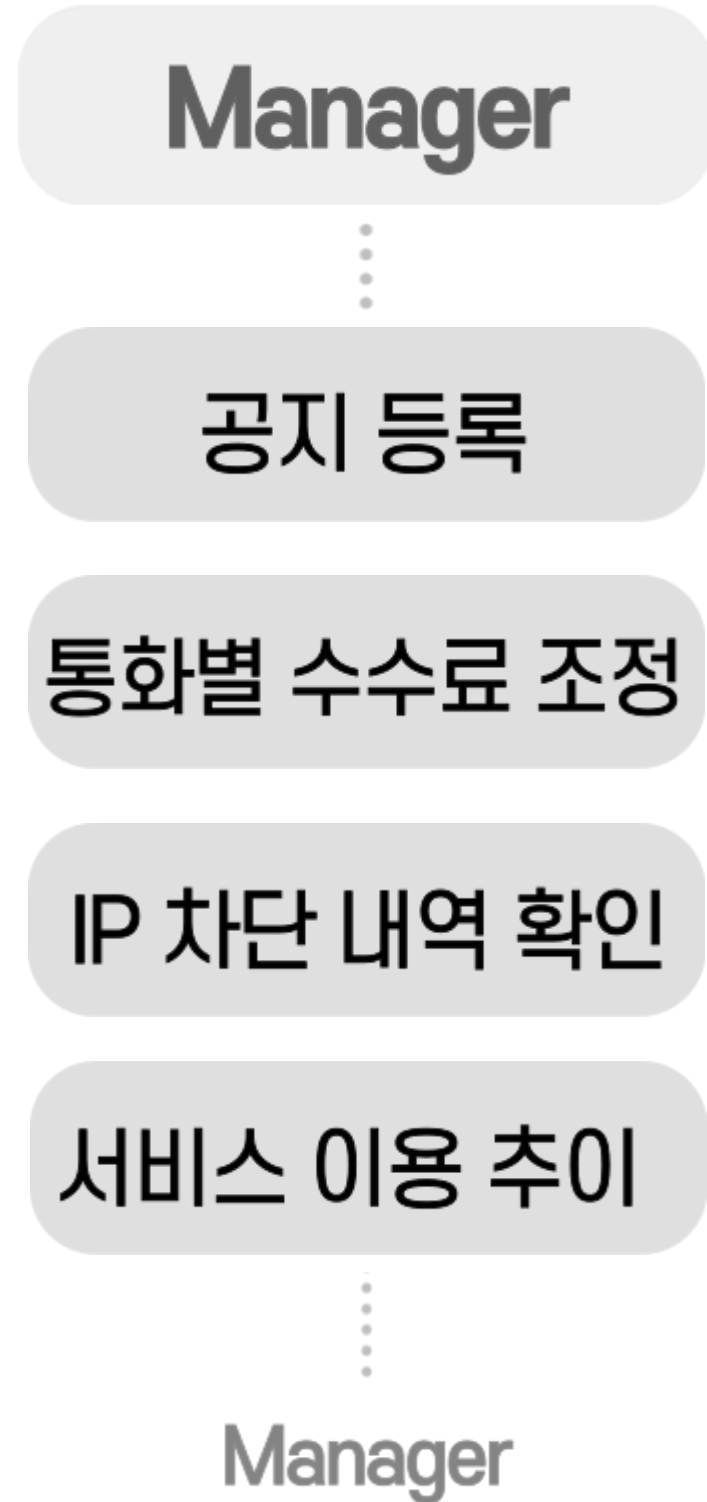 Manager
공지 등록
통화별 수수료 조정
IP 차단 내역 확인
서비스 이용 추이
Manager